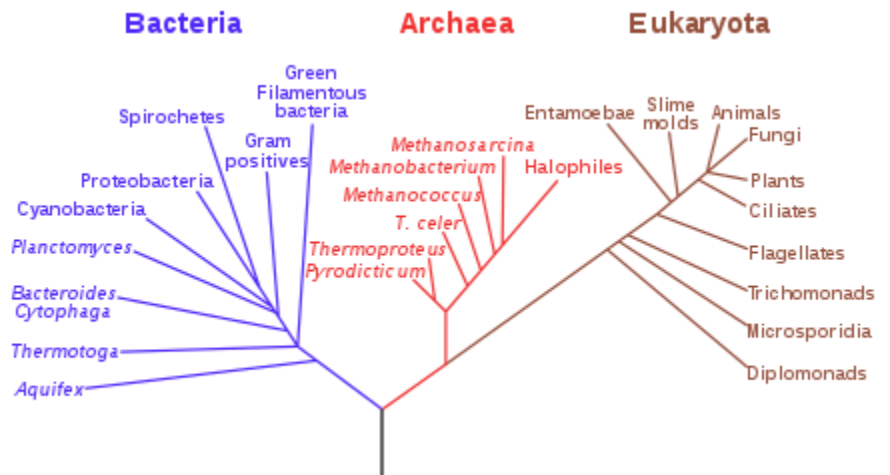 Bacteria
Archaea
Eukaryota
Green
Filamentous
bacteria
Spirochetes
Gram
positives
Proteobacteria
Cyanobacteria
Planctomyces
Bacteroides
Cytophaga
Thermotoga
Aquifex
Methanosarcina
Methanobacterium
Halophiles
Methanococcus
T. celer
Thermoproteus
Pyrodicticum
Entamoebae
Slime
molds
Animals
Fungi
Plants
Ciliates
Flagellates
Trichomonads
Microsporidia
Diplomonads